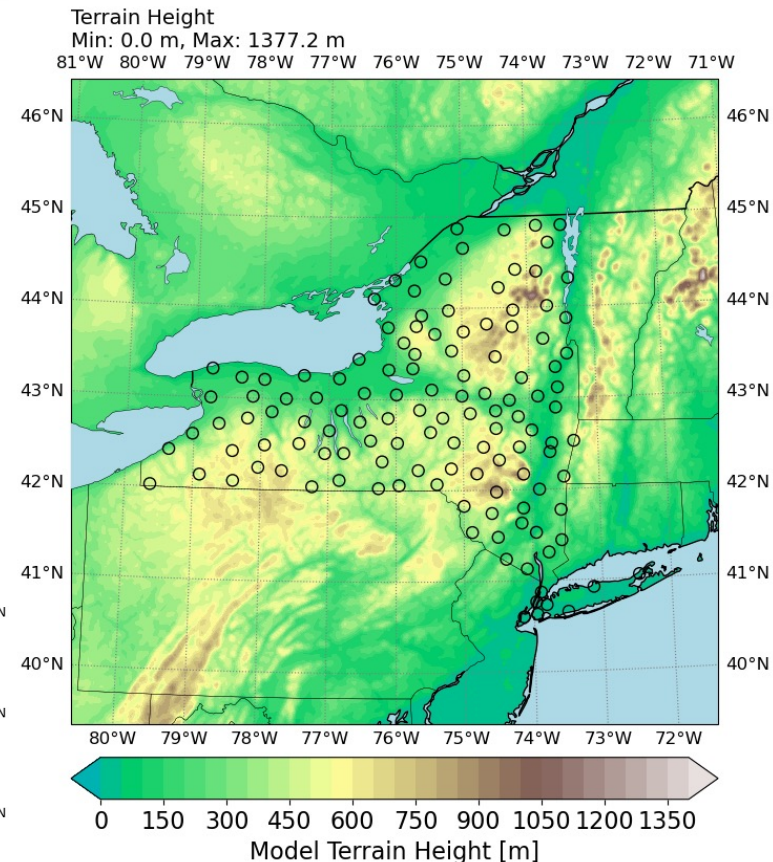 Terrain Height
Min: 0.0 m, Max: 1377.2 m
81°W 80°W 79°W 78°W 77°W 76°W 75°W 74°W 73°W 72°W 71°W
46°N 46°N
45°N 45°N
44°N 44°N
43°N 43°N
42°N 42°N
41°N 41°N
N
40°N 40°N
N
80°W 79°W 78°W 77°W 76°W 75°W 74°W 73°W 72°W
N
0 150 300 450 600 750 900 1050 1200 1350
Model Terrain Height [m]